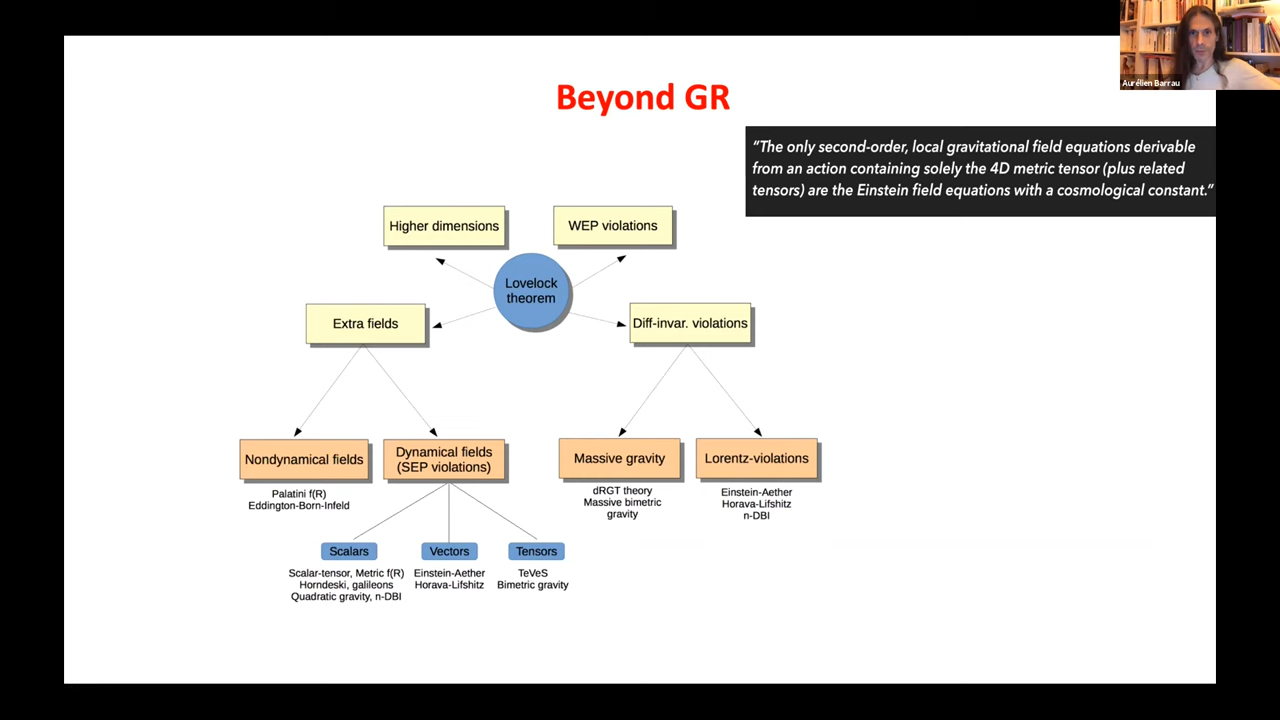 Aurélien Barrau
Beyond GR
“The only second-order, local gravitational field equations derivable
from an action containing solely the 4D metric tensor (plus related
tensors) are the Einstein field equations with a cosmological constant.”
Higher dimensions
WEP violations
Lovelock
theorem
Extra fields
Diff-invar. violations
Nondynamical fields
Dynamical fields
(SEP violations)
Massive gravity
Lorentz-violations
Palatini f(R)
Eddington-Born-Infeld
dRGT theory
Massive bimetric
gravity
Einstein-Aether
Horava-Lifshitz
n-DBI
Scalars
Vectors
Tensors
Scalar-tensor, Metric f(R)
Horndeski, galileons
Quadratic gravity, n-DBI
Einstein-Aether
Horava-Lifshitz
TeVeS
Bimetric gravity